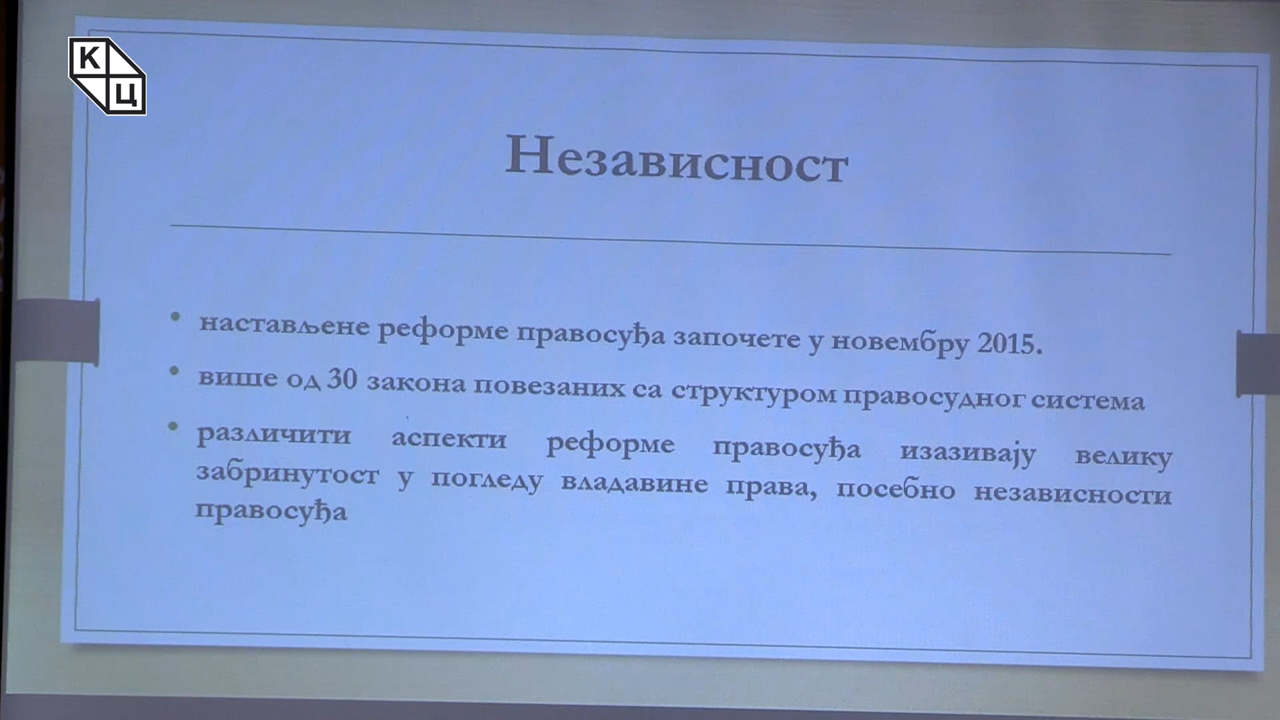 К
Ц
Независност
настављене реформе правосуђа започете у новембру 2015.
више од 30 закона повезаних са структуром правосудног система
различити аспекти реформе правосуђа изазивају велику
забринутост у погледу владавине права, посебно независности
правосуђа